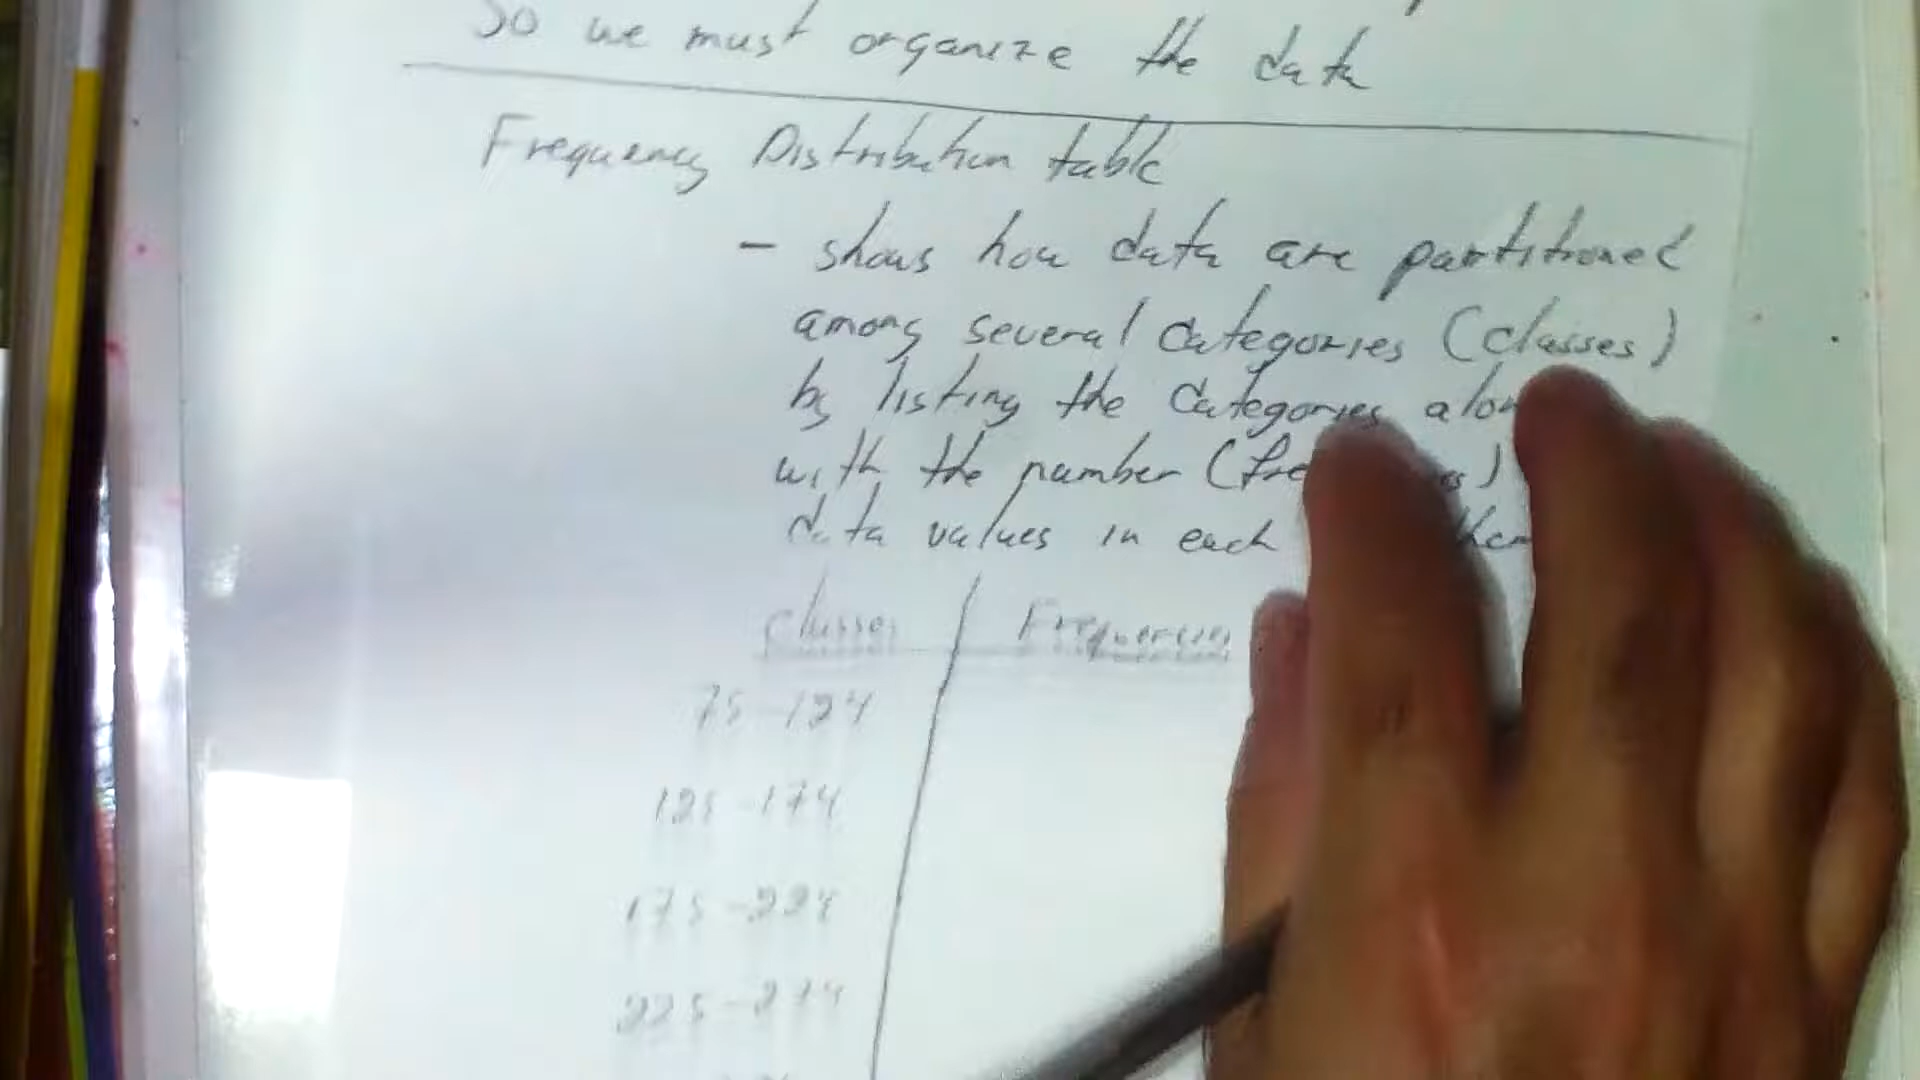 So we must organize the data
Frequency Distribution table
- shows how data are partitioned
among several categories (classes)
by listing the categories
with the number
data values in each
Classes Frequencies
75-124
125-174
175-224
225-274